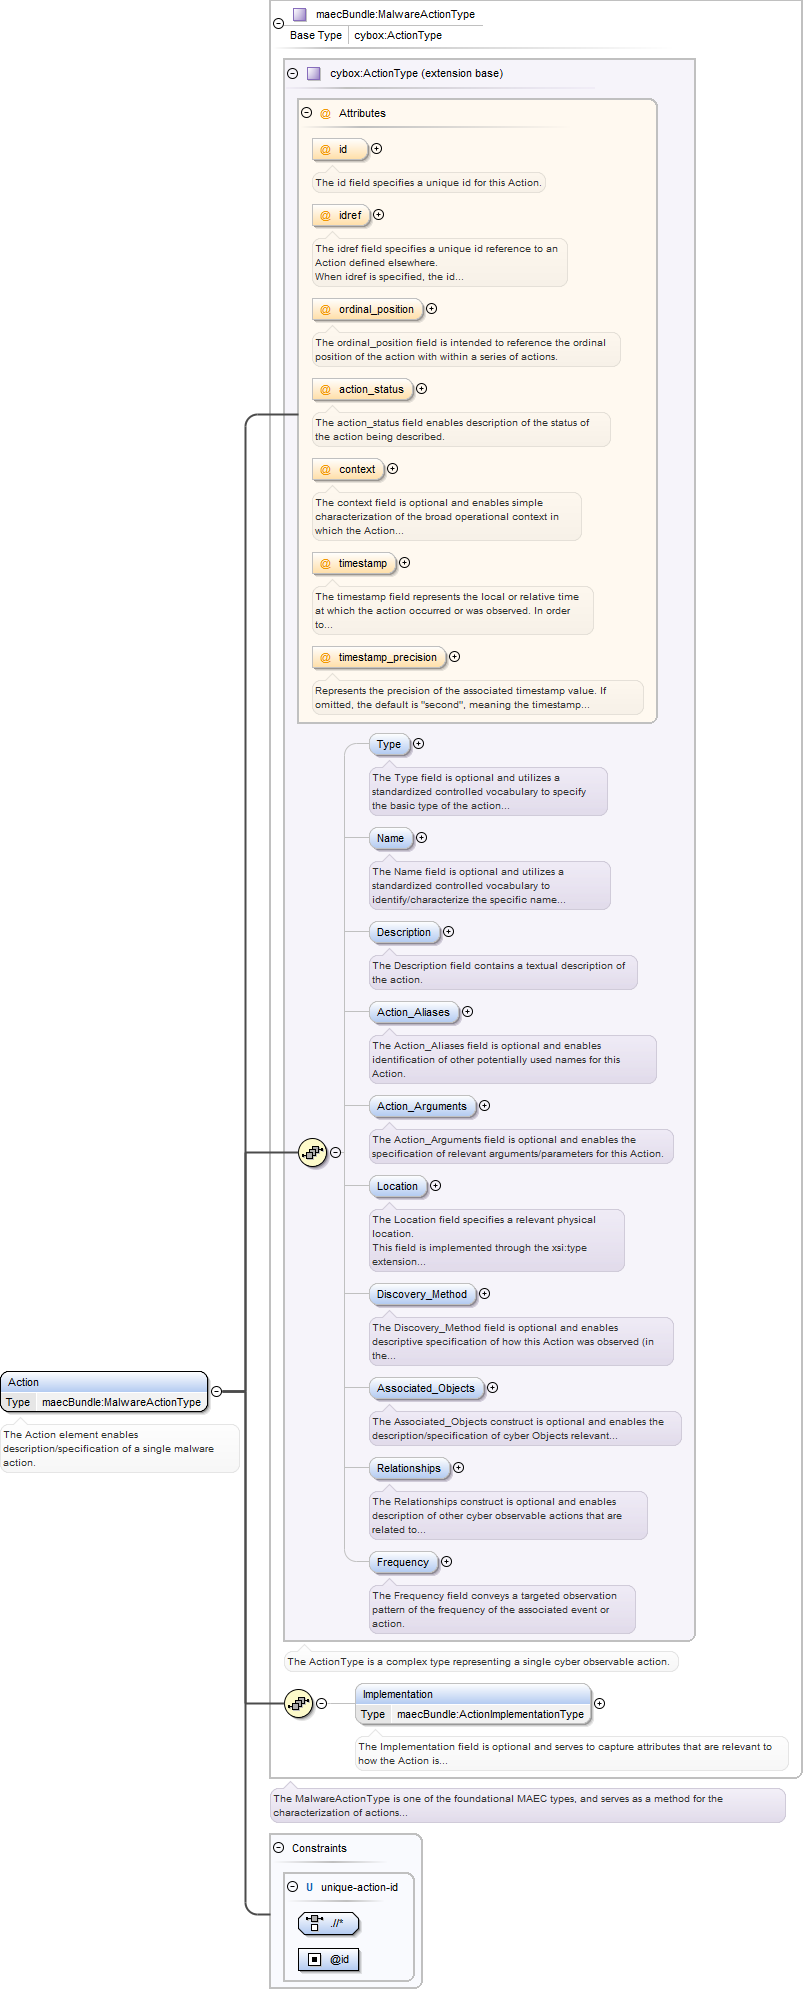 maecBundle:MalwareActionType
Base Type cybox:ActionType
cybox:ActionType (extension base)
@ Attributes
@ id
The id field specifies a unique id for this Action.
@ idref
The idref field specifies a unique id reference to an
Action defined elsewhere.
When idref is specified, the id...
@ ordinal_position
The ordinal_position field is intended to reference the ordinal
position of the action with within a series of actions.
@ action_status
The action_status field enables description of the status of
the action being described.
@ context
The context field is optional and enables simple
characterization of the broad operational context in
which the Action...
@ timestamp
The timestamp field represents the local or relative time
at which the action occurred or was observed. In order
to...
@ timestamp_precision
Represents the precision of the associated timestamp value. If
omitted, the default is "second", meaning the timestamp...
Type
The Type field is optional and utilizes a
standardized controlled vocabulary to specify
the basic type of the action...
Name
The Name field is optional and utilizes a
standardized controlled vocabulary to
identify/characterize the specific name...
Description
The Description field contains a textual description of
the action.
Action_Aliases
The Action_Aliases field is optional and enables
identification of other potentially used names for this
Action.
Action_Arguments
The Action_Arguments field is optional and enables the
specification of relevant arguments/parameters for this Action.
Location
The Location field specifies a relevant physical
location.
This field is implemented through the xsi:type
extension...
Discovery_Method
The Discovery_Method field is optional and enables
descriptive specification of how this Action was observed (in
the...
Action
Type maecBundle:MalwareActionType
The Action element enables
description/specification of a single malware
action.
Associated_Objects
The Associated_Objects construct is optional and enables the
description/specification of cyber Objects relevant...
Relationships
The Relationships construct is optional and enables
description of other cyber observable actions that are
related to...
Frequency
The Frequency field conveys a targeted observation
pattern of the frequency of the associated event or
action.
The ActionType is a complex type representing a single cyber observable action.
Implementation
Type maecBundle:ActionImplementationType
The Implementation field is optional and serves to capture attributes that are relevant to
how the Action is...
The MalwareActionType is one of the foundational MAEC types, and serves as a method for the
characterization of actions...
Constraints
U unique-action-id
.//*
@id